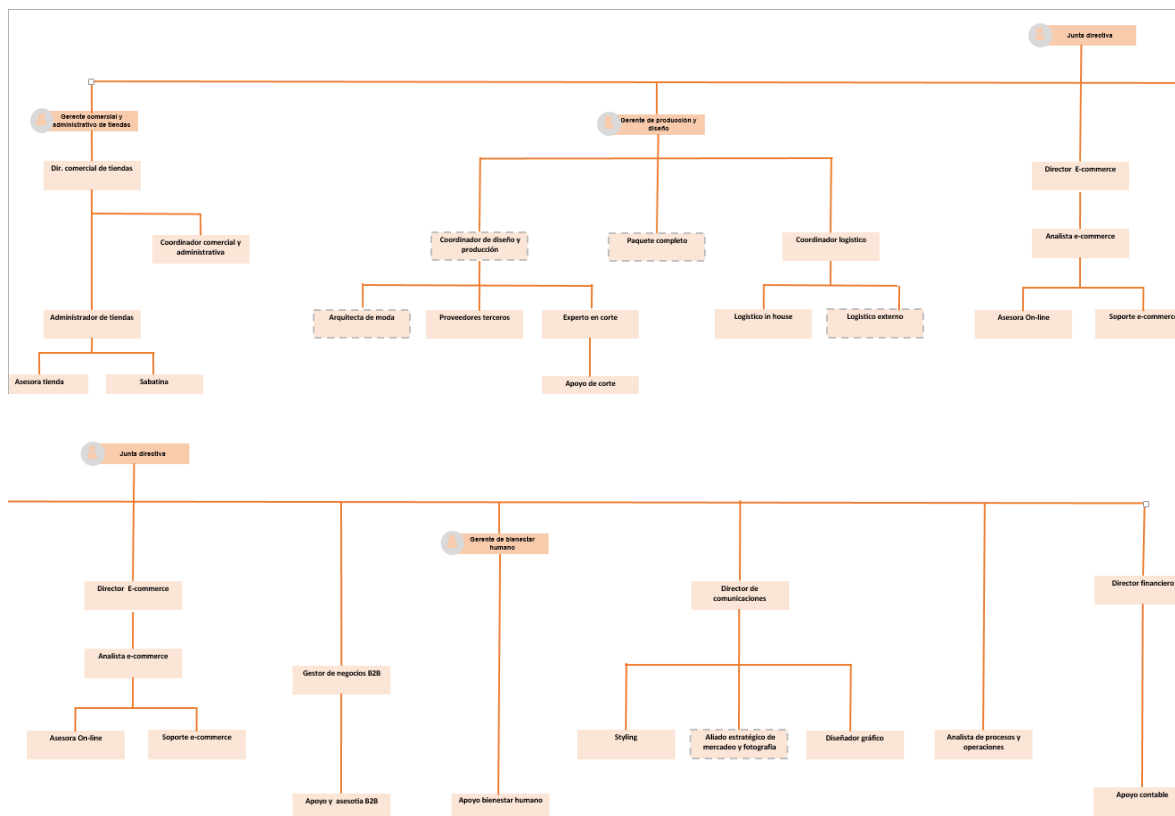 Junta directiva
Gerente comercial y
administrativo de tiendas
Gerente de producción y
diseño
Dir. comercial de tiendas
Director E-commerce
Coordinador comercial y
administrativa
Coordinador de diseño y
producción
Paquete completo
Coordinador logístico
Analista e-commerce
Administrador de tiendas
Arquitecta de moda
Proveedores terceros
Experto en corte
Logístico in house
Logístico externo
Asesora On-line
Soporte e-commerce
Asesora tienda
Sabatina
Apoyo de corte
Junta directiva
Gerente de bienestar
humano
Director E-commerce
Director de
comunicaciones
Director financiero
Analista e-commerce
Gestor de negocios B2B
Asesora On-line
Soporte e-commerce
Styling
Aliado estratégico de
mercadeo y fotografía
Diseñador gráfico
Analista de procesos y
operaciones
Apoyo y asesotia B2B
Apoyo bienestar humano
Apoyo contable